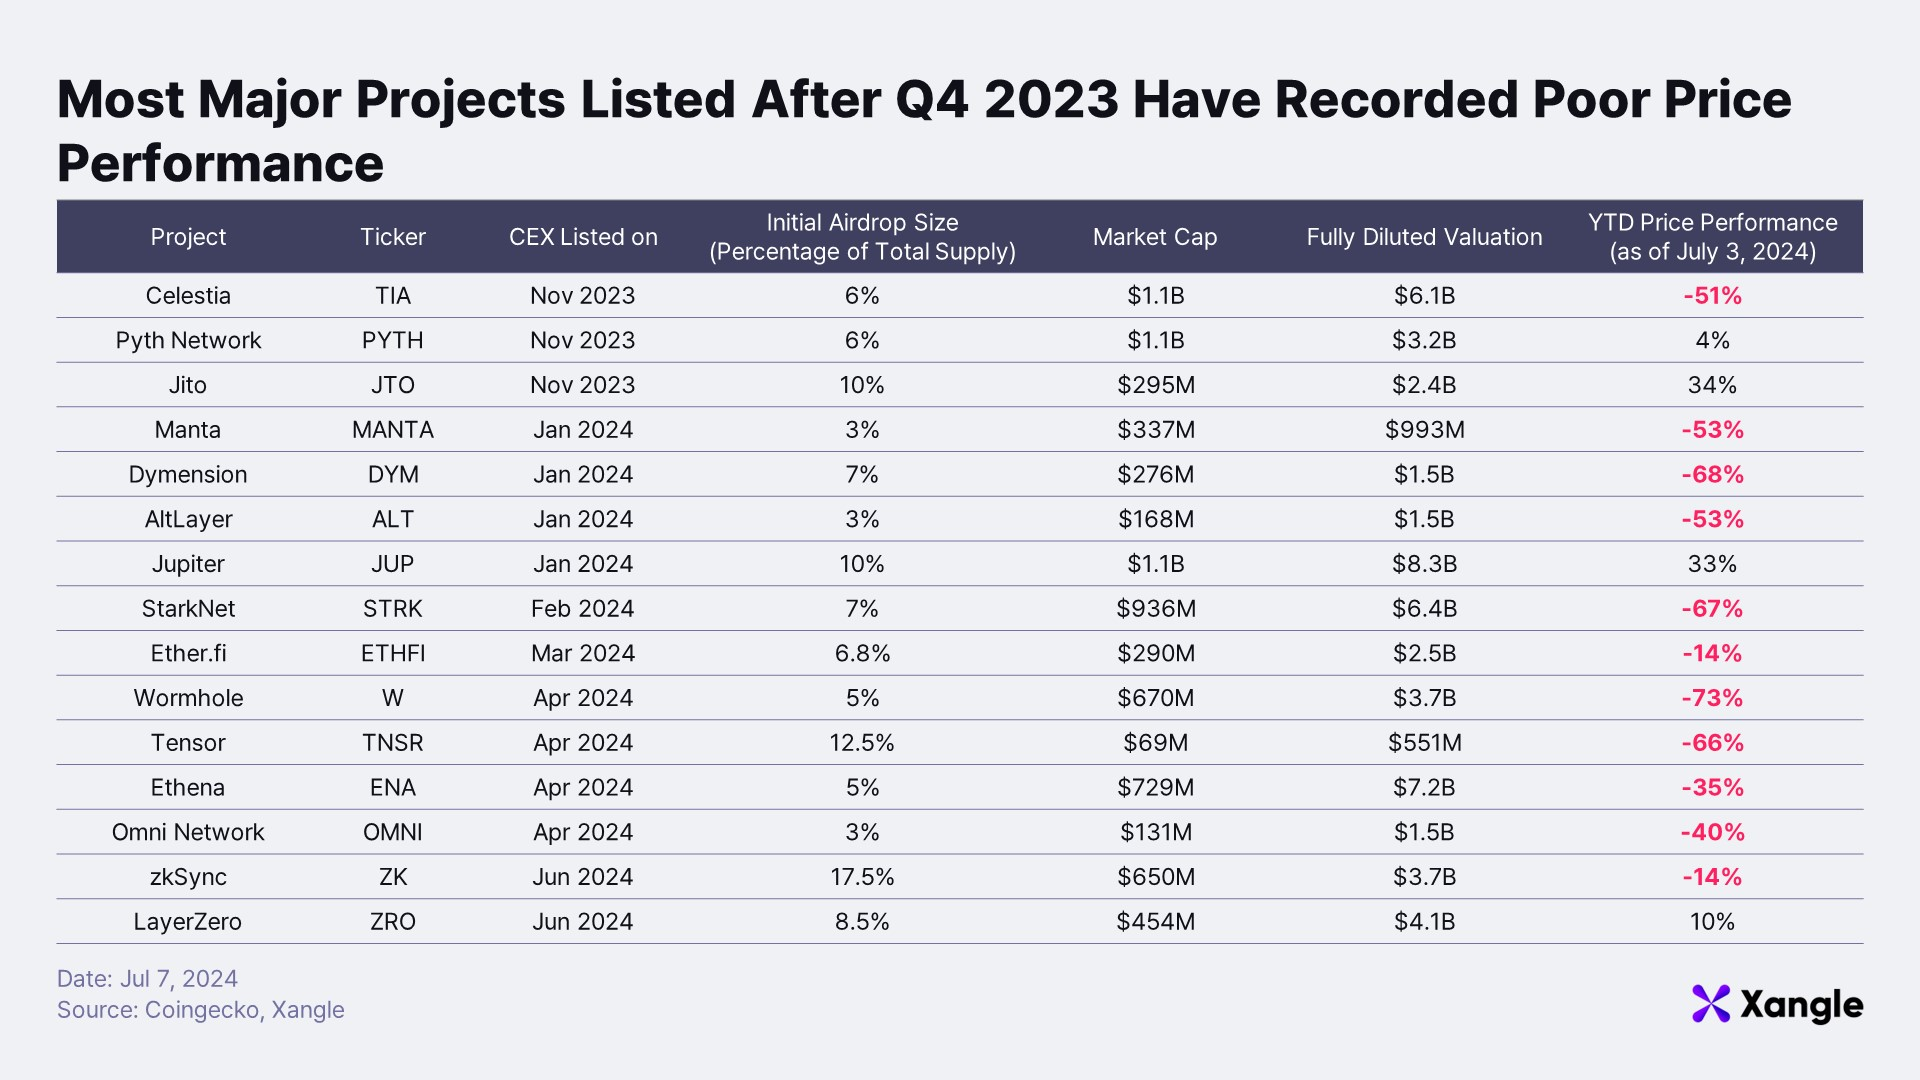 Most Major Projects Listed After Q4 2023 Have Recorded Poor Price
Performance
Project Ticker CEX Listed on Initial Airdrop Size (Percentage of Total Supply) Market Cap Fully Diluted Valuation YTD Price Performance (as of July 3, 2024)
Celestia TIA Nov 2023 6% $1.1B $6.1B -51%
Pyth Network PYTH Nov 2023 6% $1.1B $3.2B 4%
Jito JTO Nov 2023 10% $295M $2.4B 34%
Manta MANTA Jan 2024 3% $337M $993M -53%
Dymension DYM Jan 2024 7% $276M $1.5B -68%
AltLayer ALT Jan 2024 3% $168M $1.5B -53%
Jupiter JUP Jan 2024 10% $1.1B $8.3B 33%
StarkNet STRK Feb 2024 7% $936M $6.4B -67%
Ether.fi ETHFI Mar 2024 6.8% $290M $2.5B -14%
Wormhole W Apr 2024 5% $670M $3.7B -73%
Tensor TNSR Apr 2024 12.5% $69M $551M -66%
Ethena ENA Apr 2024 5% $729M $7.2B -35%
Omni Network OMNI Apr 2024 3% $131M $1.5B -40%
zkSync ZK Jun 2024 17.5% $650M $3.7B -14%
LayerZero ZRO Jun 2024 8.5% $454M $4.1B 10%
Date: Jul 7, 2024
Source: Coingecko, Xangle
Xangle